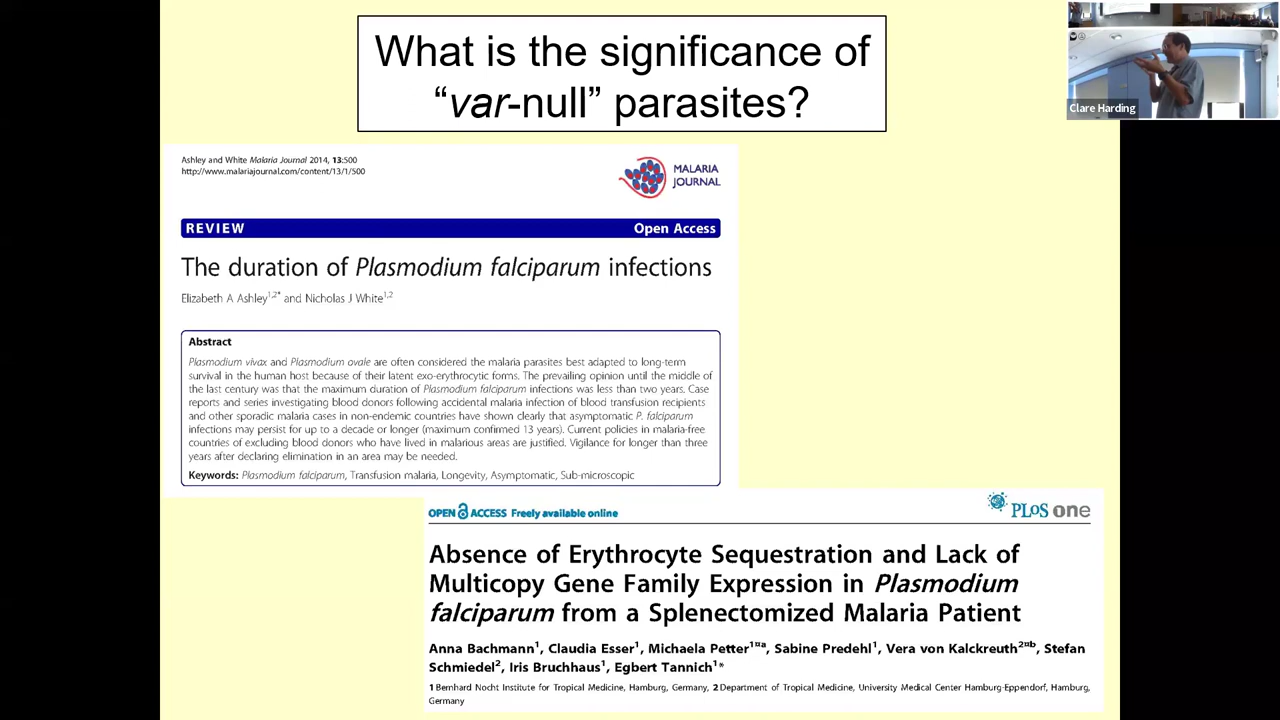 What is the significance of
“var-null” parasites?
Clare Harding
Ashley and White Malaria Journal 2014, 13:500
http://www.malariajournal.com/content/13/1/500
MALARIA
JOURNAL
REVIEW Open Access
The duration of Plasmodium falciparum infections
Elizabeth A Ashley1,2* and Nicholas J White1,2
Abstract
Plasmodium vivax and Plasmodium ovale are often considered the malaria parasites best adapted to long-term
survival in the human host because of their latent exo-erythrocytic forms. The prevailing opinion until the middle of
the last century was that the maximum duration of Plasmodium falciparum infections was less than two years. Case
reports and series investigating blood donors following accidental malaria infection of blood transfusion recipients
and other sporadic malaria cases in non-endemic countries have shown clearly that asymptomatic P. falciparum
infections may persist for up to a decade or longer (maximum confirmed 13 years). Current policies in malaria-free
countries of excluding blood donors who have lived in malarious areas are justified. Vigilance for longer than three
years after declaring elimination in an area may be needed.
Keywords: Plasmodium falciparum, Transfusion malaria, Longevity, Asymptomatic, Sub-microscopic
OPEN ACCESS Freely available online
PLoS one
Absence of Erythrocyte Sequestration and Lack of
Multicopy Gene Family Expression in Plasmodium
falciparum from a Splenectomized Malaria Patient
Anna Bachmann1, Claudia Esser1, Michaela Petter1¤a, Sabine Predehl1, Vera von Kalckreuth2¤b, Stefan
Schmiedel2, Iris Bruchhaus1, Egbert Tannich1*
1 Bernhard Nocht Institute for Tropical Medicine, Hamburg, Germany, 2 Department of Tropical Medicine, University Medical Center Hamburg-Eppendorf, Hamburg,
Germany